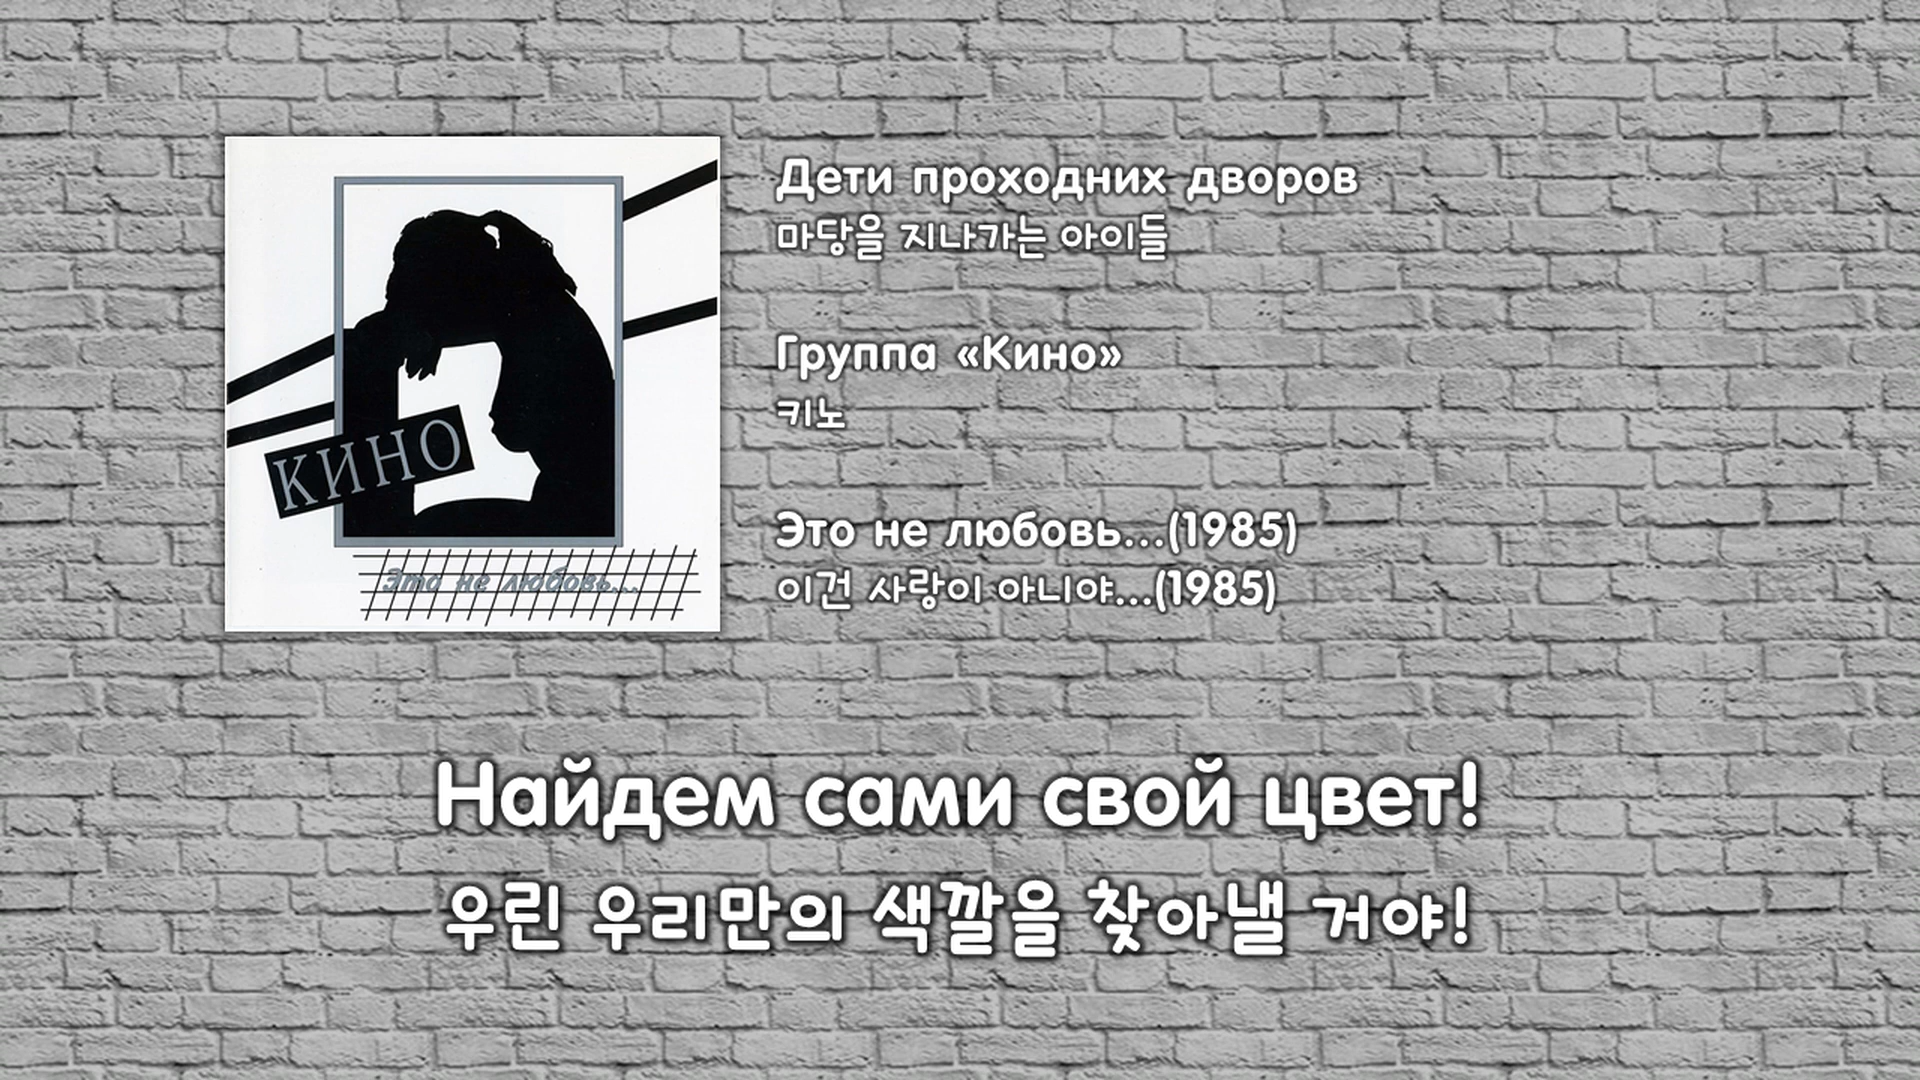 Дети проходних дворов
마당을 지나가는 아이들
Группа «Кино»
키노
Это не любовь...(1985)
이건 사랑이 아니야...(1985)
КИНО
Это не любовь...
Найдем сами свой цвет!
우린 우리만의 색깔을 찾아낼 거야!